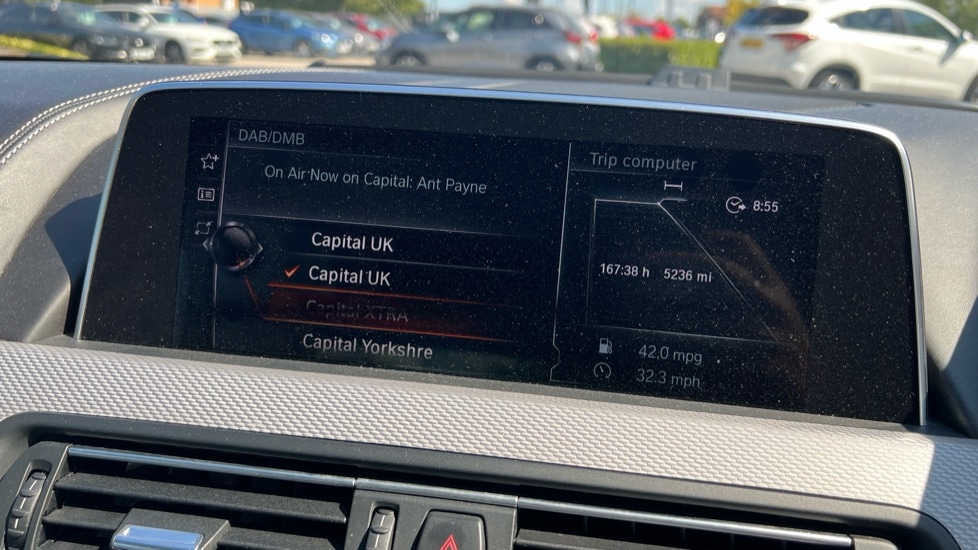 DAB/DMB
On Air Now on Capital: Ant Payne
Capital UK
Capital UK
Capital XTRA
Capital Yorkshire
Trip computer
8:55
167:38 h 5236 mi
42.0 mpg
32.3 mph